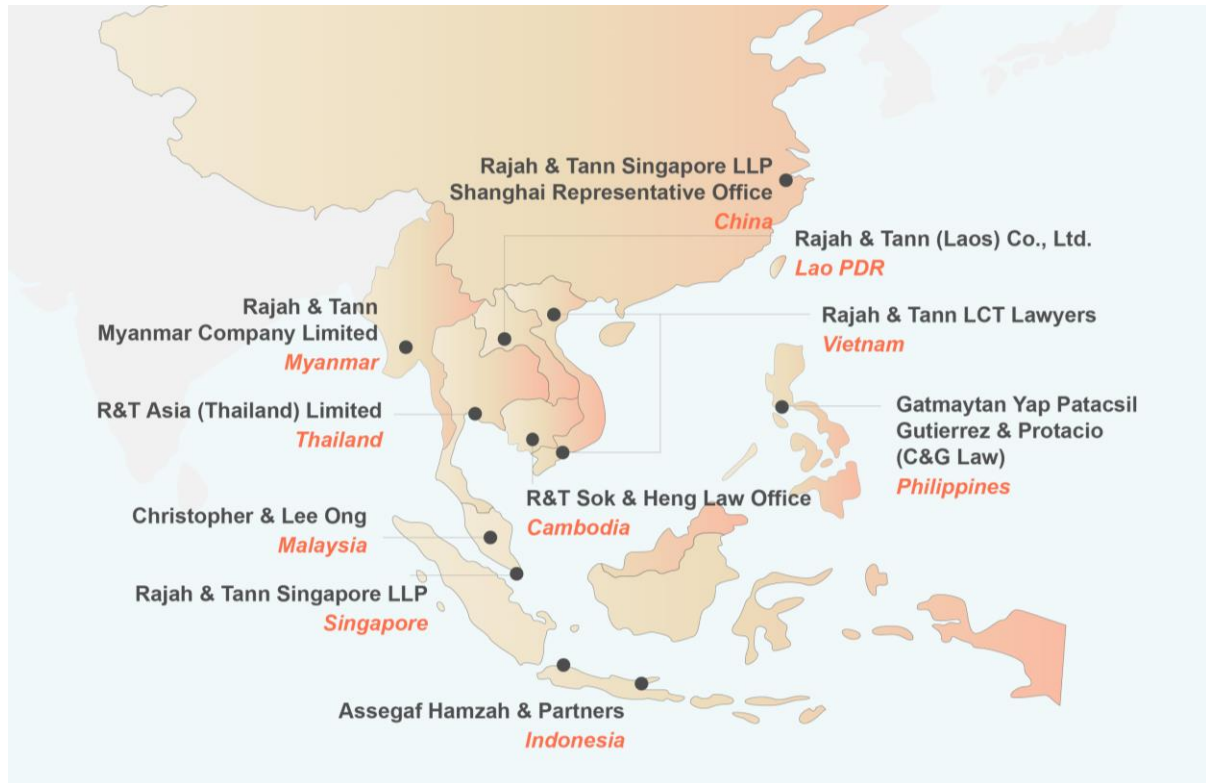 Rajah & Tann Singapore LLP
Shanghai Representative Office
China
Rajah & Tann (Laos) Co., Ltd.
Lao PDR
Rajah & Tann
Myanmar Company Limited
Myanmar
Rajah & Tann LCT Lawyers
Vietnam
R&T Asia (Thailand) Limited
Thailand
Gatmaytan Yap Patacsil
Gutierrez & Protacio
(C&G Law)
Philippines
R&T Sok & Heng Law Office
Cambodia
Christopher & Lee Ong
Malaysia
Rajah & Tann Singapore LLP
Singapore
Assegaf Hamzah & Partners
Indonesia